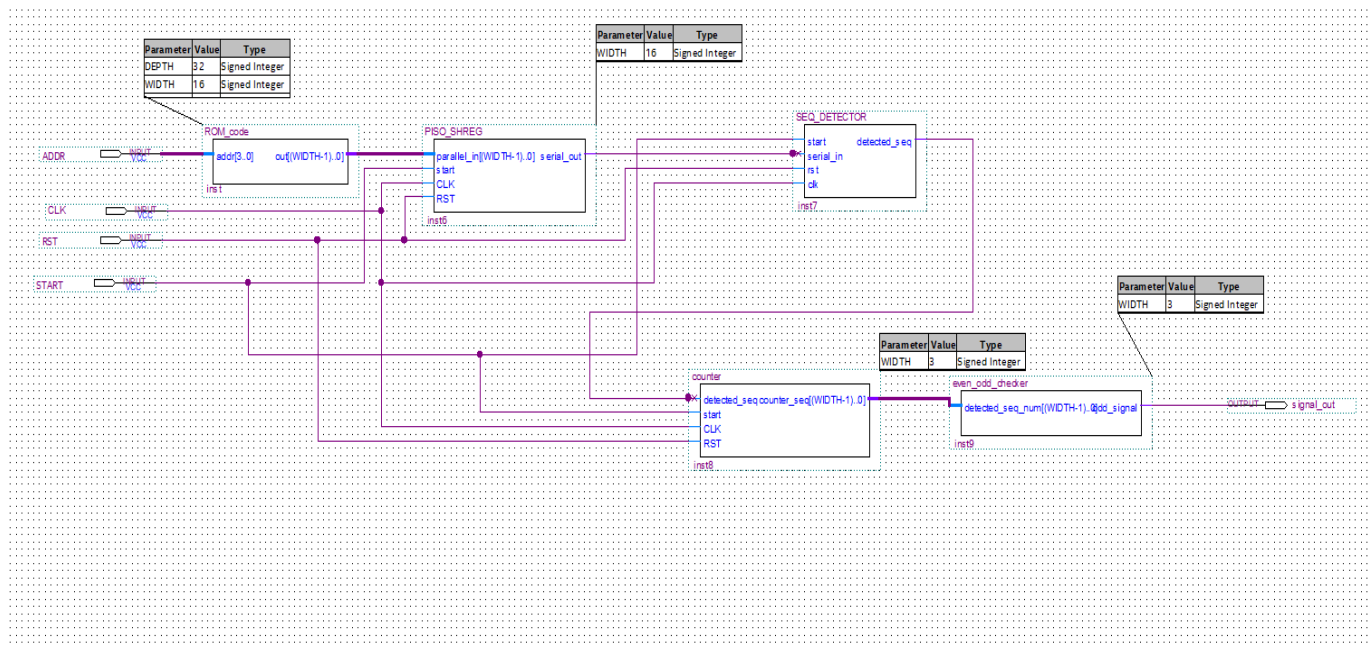 Parameter Value Type
DEPTH 32 Signed Integer
WIDTH 16 Signed Integer
Parameter Value Type
WIDTH 16 Signed Integer
ROM_code
addr[3..0] out[(WIDTH-1)..0]
inst
PISO_SHREG
parallel_in[(WIDTH-1)..0] serial_out
start
CLK
RST
inst6
SEQ_DETECTOR
start detected_seq
serial_in
rst
clk
inst7
ADDR INPUT VCC
CLK INPUT VCC
RST INPUT VCC
START INPUT VCC
Parameter Value Type
WIDTH 3 Signed Integer
Parameter Value Type
WIDTH 3 Signed Integer
counter
detected_seq counter_seq[(WIDTH-1)..0]
start
CLK
RST
inst8
even_odd_checker
detected_seq_num[(WIDTH-1)..0] odd_signal
inst9
OUTPUT signal_out